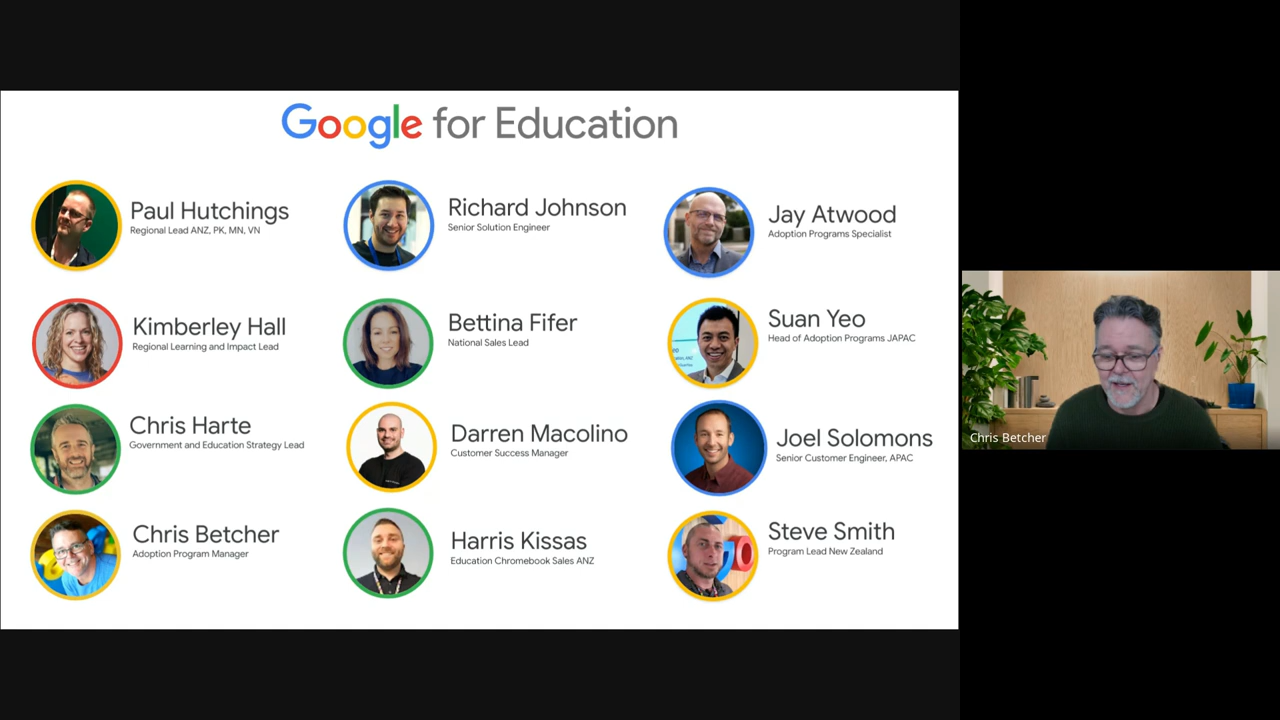 Google for Education
Paul Hutchings
Regional Lead ANZ, PK, MN, VN
Richard Johnson
Senior Solution Engineer
Jay Atwood
Adoption Programs Specialist
Kimberley Hall
Regional Learning and Impact Lead
Bettina Fifer
National Sales Lead
Suan Yeo
Head of Adoption Programs JAPAC
Chris Harte
Government and Education Strategy Lead
Darren Macolino
Customer Success Manager
Joel Solomons
Senior Customer Engineer, APAC
Chris Betcher
Adoption Program Manager
Harris Kissas
Education Chromebook Sales ANZ
Steve Smith
Program Lead New Zealand
Chris Betcher